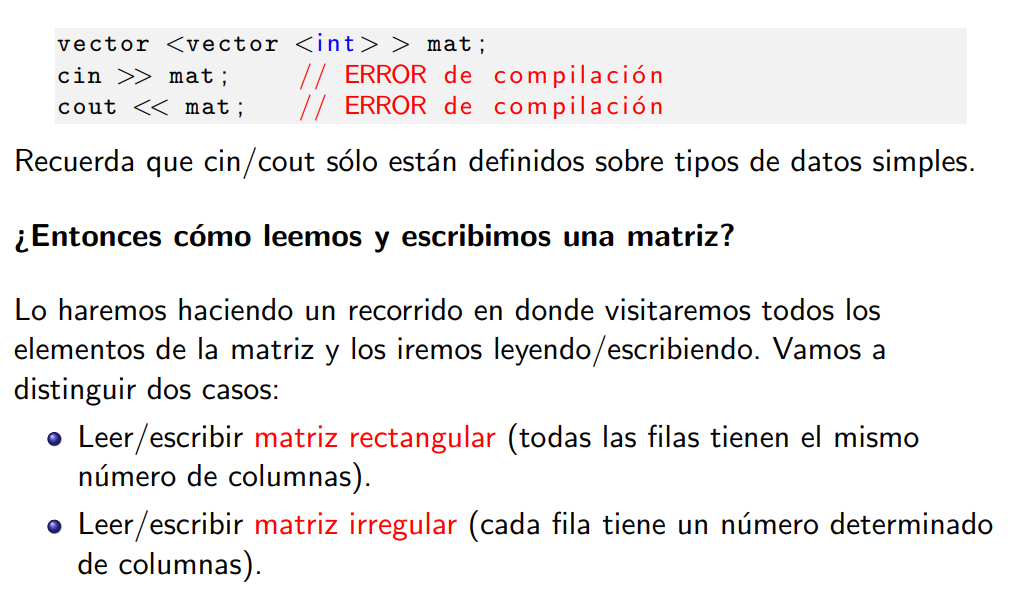 vector <vector <int> > mat;
cin >> mat; // ERROR de compilación
cout << mat; // ERROR de compilación
Recuerda que cin/cout sólo están definidos sobre tipos de datos simples.
¿Entonces cómo leemos y escribimos una matriz?
Lo haremos haciendo un recorrido en donde visitaremos todos los
elementos de la matriz y los iremos leyendo/escribiendo. Vamos a
distinguir dos casos:
Leer/escribir matriz rectangular (todas las filas tienen el mismo
número de columnas).
Leer/escribir matriz irregular (cada fila tiene un número determinado
de columnas).